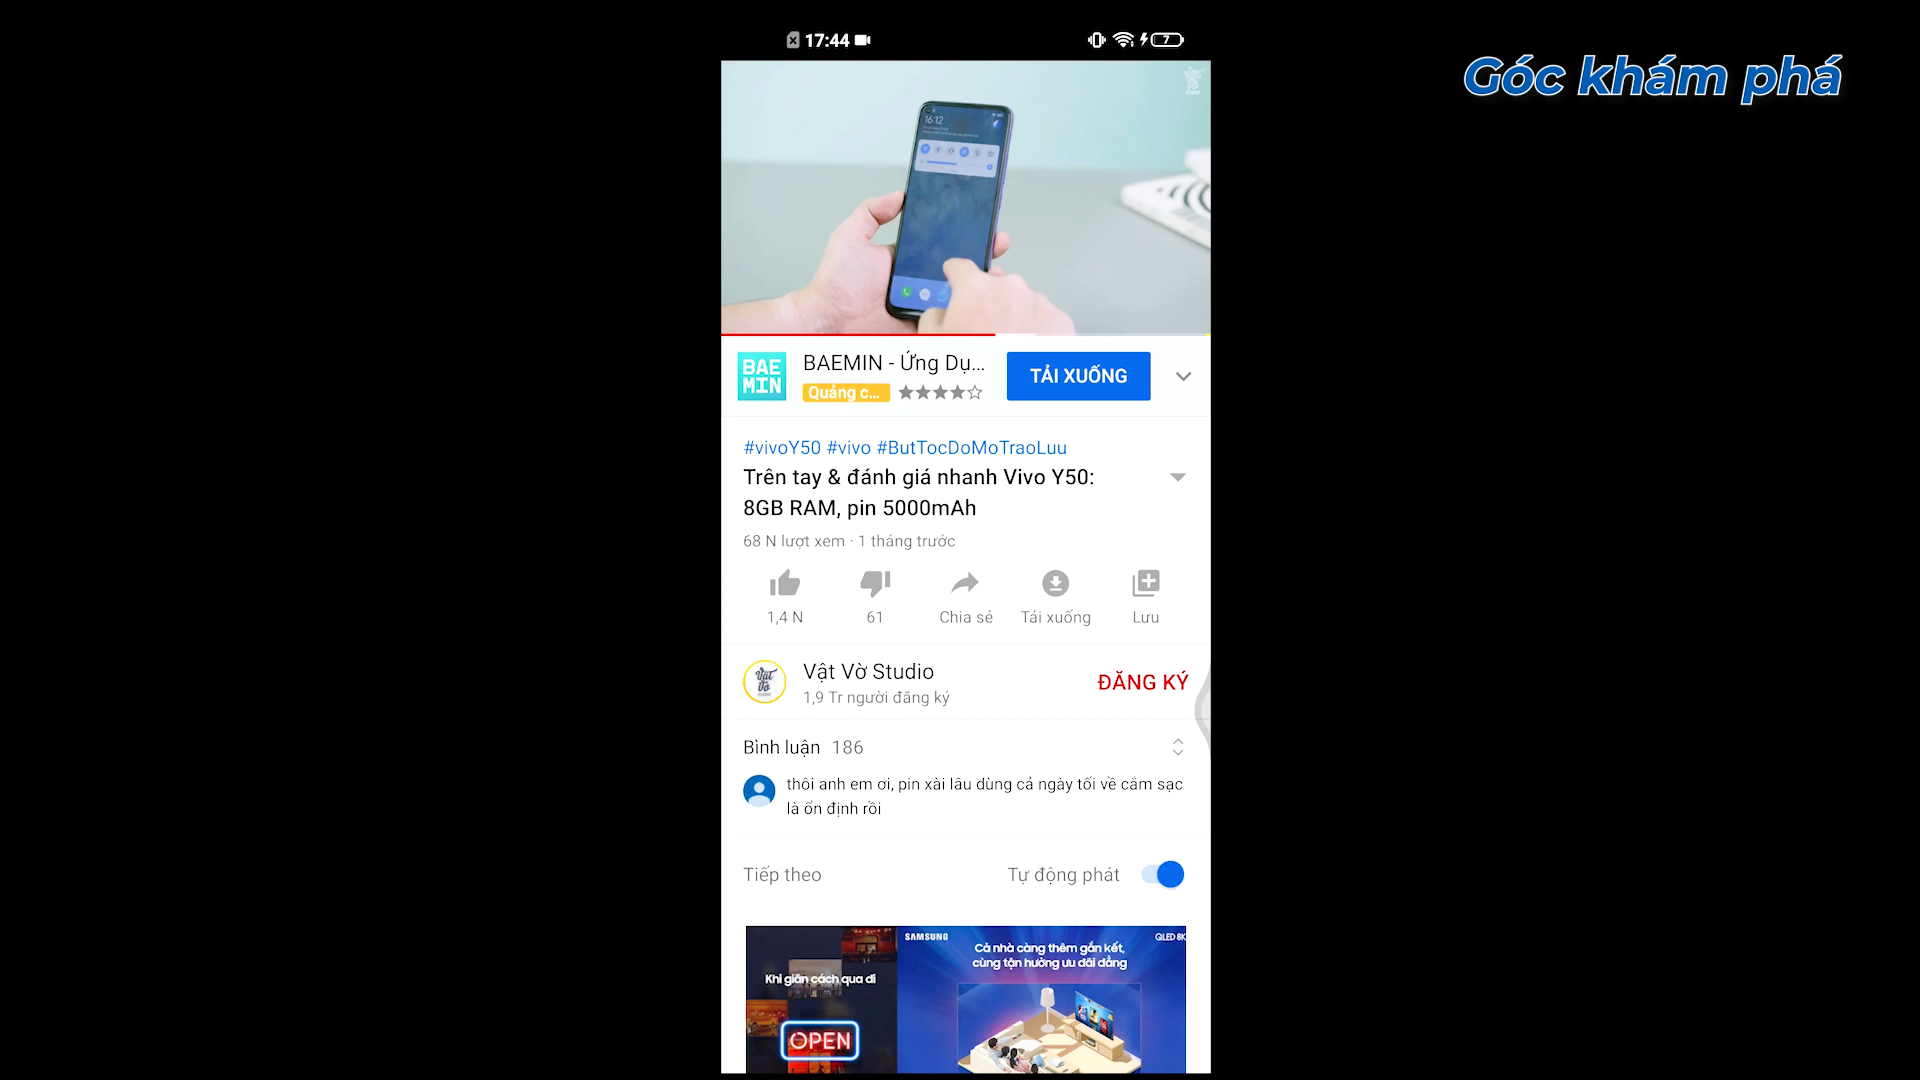 17:44
7
Góc khám phá
16:12
BAE
MIN
BAEMIN - Ứng Dụ...
TẢI XUỐNG
Quảng c...
#vivoY50 #vivo #ButTocDoMoTraoLuu
Trên tay & đánh giá nhanh Vivo Y50:
8GB RAM, pin 5000mAh
68 N lượt xem · 1 tháng trước
1,4 N
61
Chia sẻ
Tải xuống
Lưu
Vật Vờ
Vật Vờ Studio
1,9 Tr người đăng ký
ĐĂNG KÝ
Bình luận 186
thôi anh em ơi, pin xài lâu dùng cả ngày tối về cắm sạc
là ổn định rồi
Tiếp theo
Tự động phát
SAMSUNG
QLED 8K
Cả nhà càng thêm gắn kết,
cùng tận hưởng ưu đãi đẳng
Khi giãn cách qua đi
OPEN